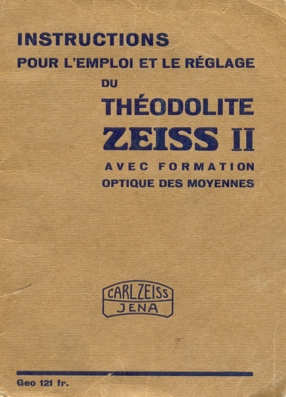 INSTRUCTIONS
POUR L'EMPLOI ET LE RÉGLAGE
DU
THÉODOLITE
ZEISS II
AVEC FORMATION
OPTIQUE DES MOYENNES
CARL ZEISS
JENA
Geo 121 fr.